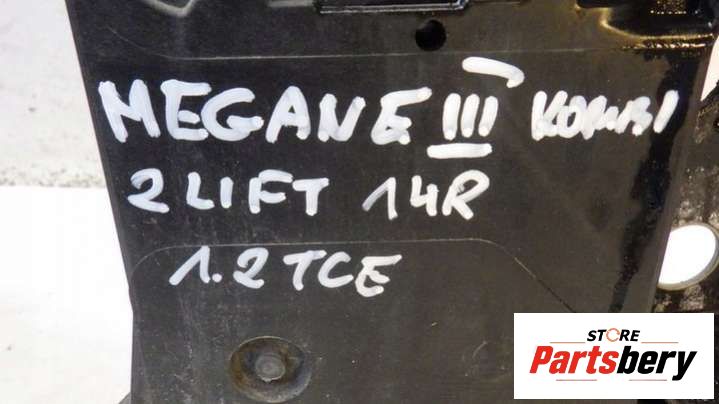 MEGANE III KOMBI
2 LIFT 14R
1.2 TCE
STORE
Partsbery